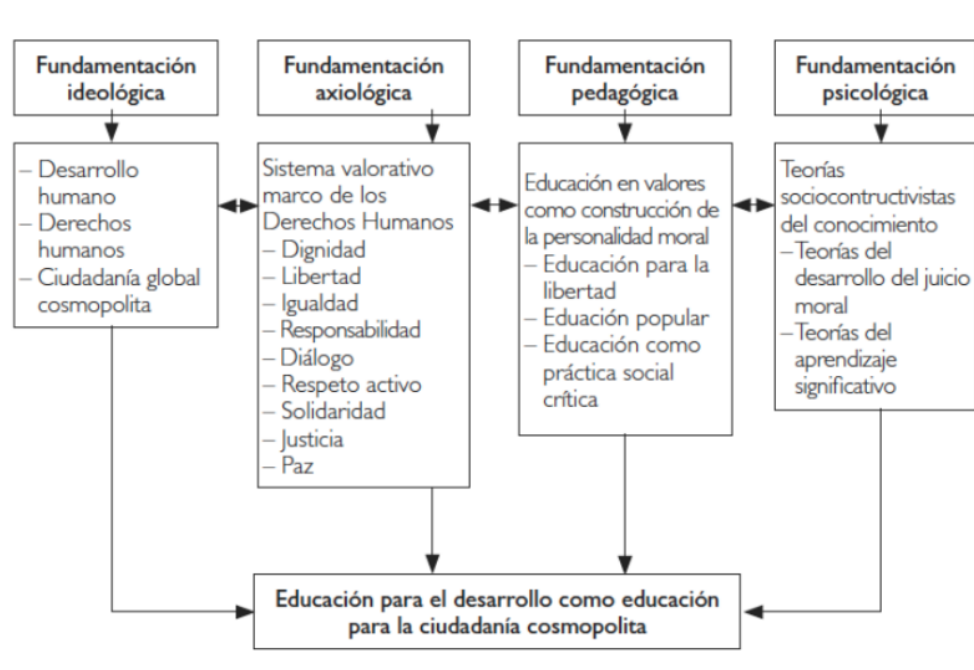 Fundamentación
ideológica
Fundamentación
axiológica
Fundamentación
pedagógica
Fundamentación
psicológica
– Desarrollo
humano
– Derechos
humanos
– Ciudadanía global
cosmopolita
Sistema valorativo
marco de los
Derechos Humanos
– Dignidad
– Libertad
– Igualdad
– Responsabilidad
– Diálogo
– Respeto activo
– Solidaridad
– Justicia
– Paz
Educación en valores
como construcción de
la personalidad moral
– Educación para la
libertad
– Eduación popular
– Educación como
práctica social
crítica
Teorías
sociocontructivistas
del conocimiento
– Teorías del
desarrollo del juicio
moral
– Teorías del
aprendizaje
significativo
Educación para el desarrollo como educación
para la ciudadanía cosmopolita